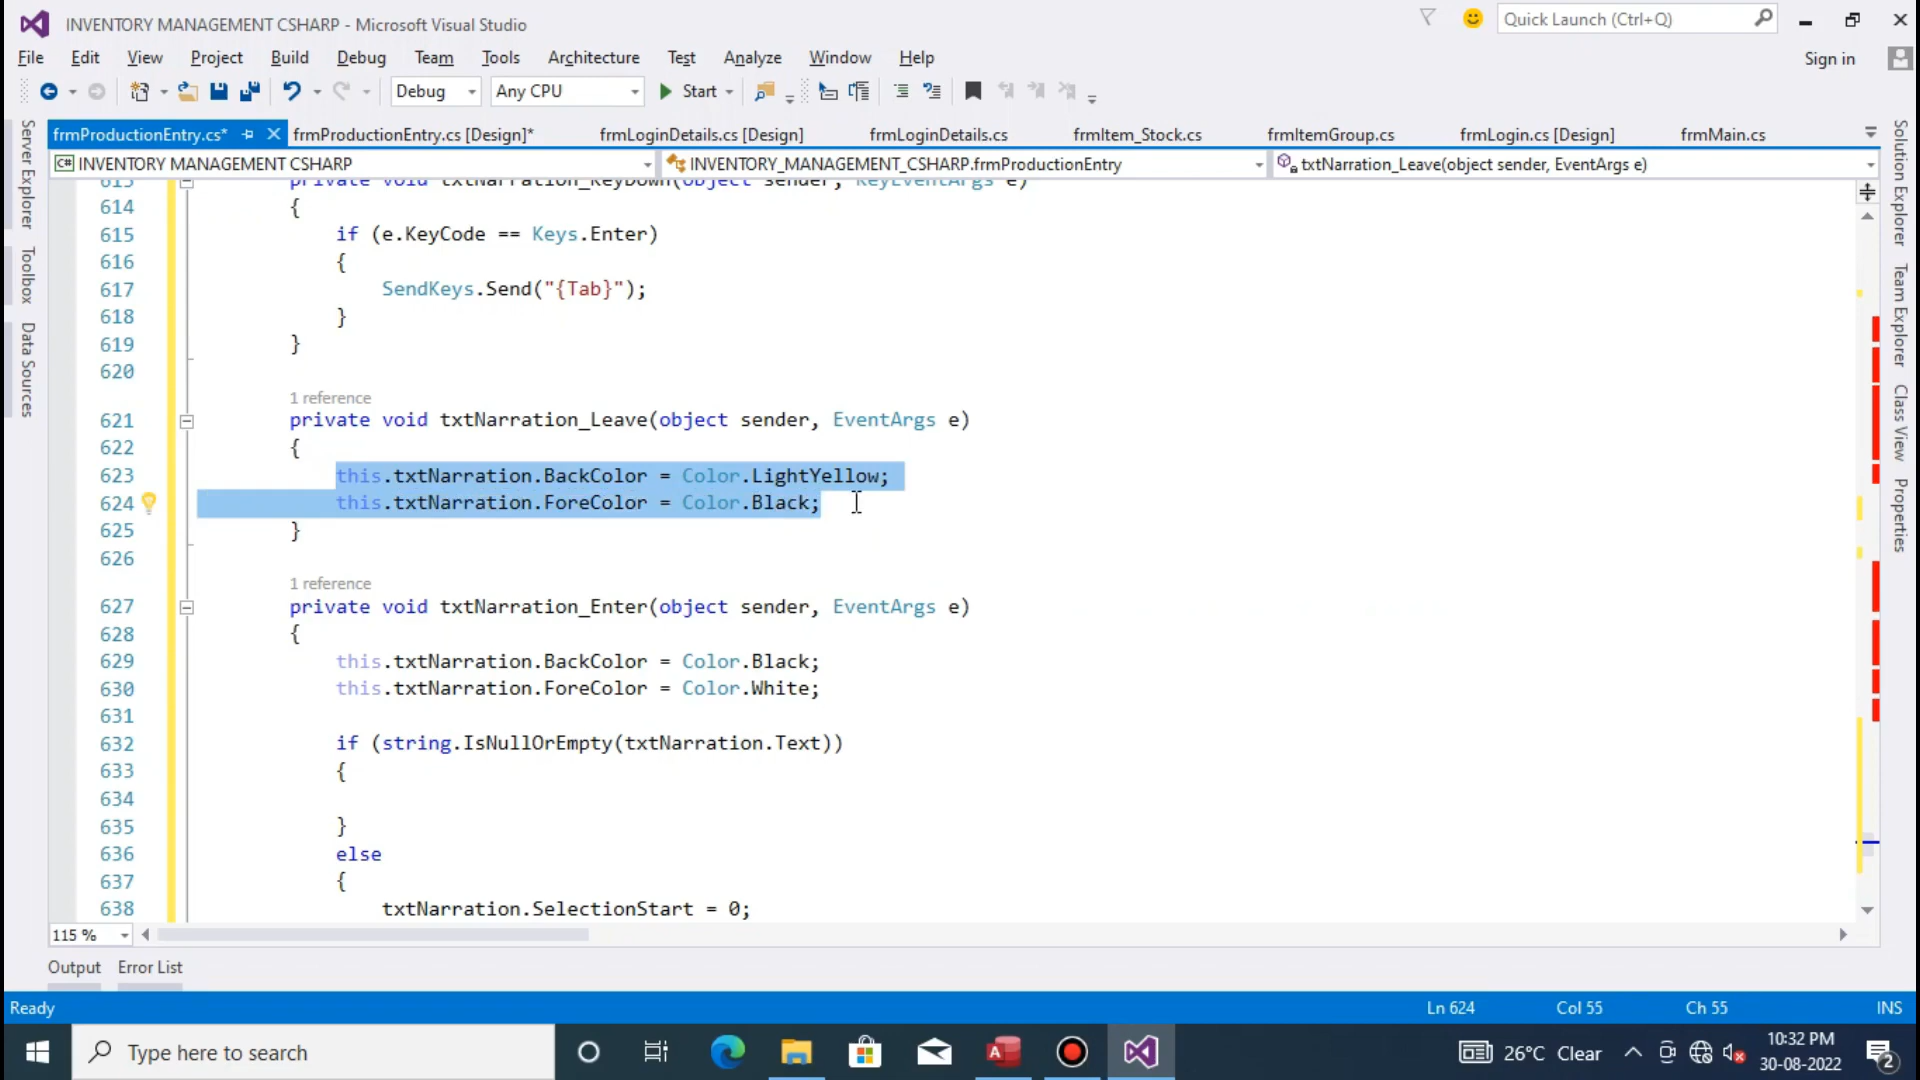 INVENTORY MANAGEMENT CSHARP - Microsoft Visual Studio
Quick Launch (Ctrl+Q)
File Edit View Project Build Debug Team Tools Architecture Test Analyze Window Help
Sign in
Debug Any CPU Start
frmProductionEntry.cs* frmProductionEntry.cs [Design]* frmLoginDetails.cs [Design] frmLoginDetails.cs frmItem_Stock.cs frmItemGroup.cs frmLogin.cs [Design] frmMain.cs
C# INVENTORY MANAGEMENT CSHARP INVENTORY_MANAGEMENT_CSHARP.frmProductionEntry txtNarration_Leave(object sender, EventArgs e)
Server Explorer
Toolbox
Data Sources
613 private void txtNarration_KeyDown(object sender, KeyEventArgs e)
614 {
615 if (e.KeyCode == Keys.Enter)
616 {
617 SendKeys.Send("{Tab}");
618 }
619 }
620
1 reference
621 private void txtNarration_Leave(object sender, EventArgs e)
622 {
623 this.txtNarration.BackColor = Color.LightYellow;
624 this.txtNarration.ForeColor = Color.Black;
625 }
626
1 reference
627 private void txtNarration_Enter(object sender, EventArgs e)
628 {
629 this.txtNarration.BackColor = Color.Black;
630 this.txtNarration.ForeColor = Color.White;
631
632 if (string.IsNullOrEmpty(txtNarration.Text))
633 {
634
635 }
636 else
637 {
638 txtNarration.SelectionStart = 0;
Solution Explorer
Team Explorer
Class View
Properties
115 %
Output Error List
Ready Ln 624 Col 55 Ch 55 INS
Type here to search
26°C Clear
10:32 PM
30-08-2022
2